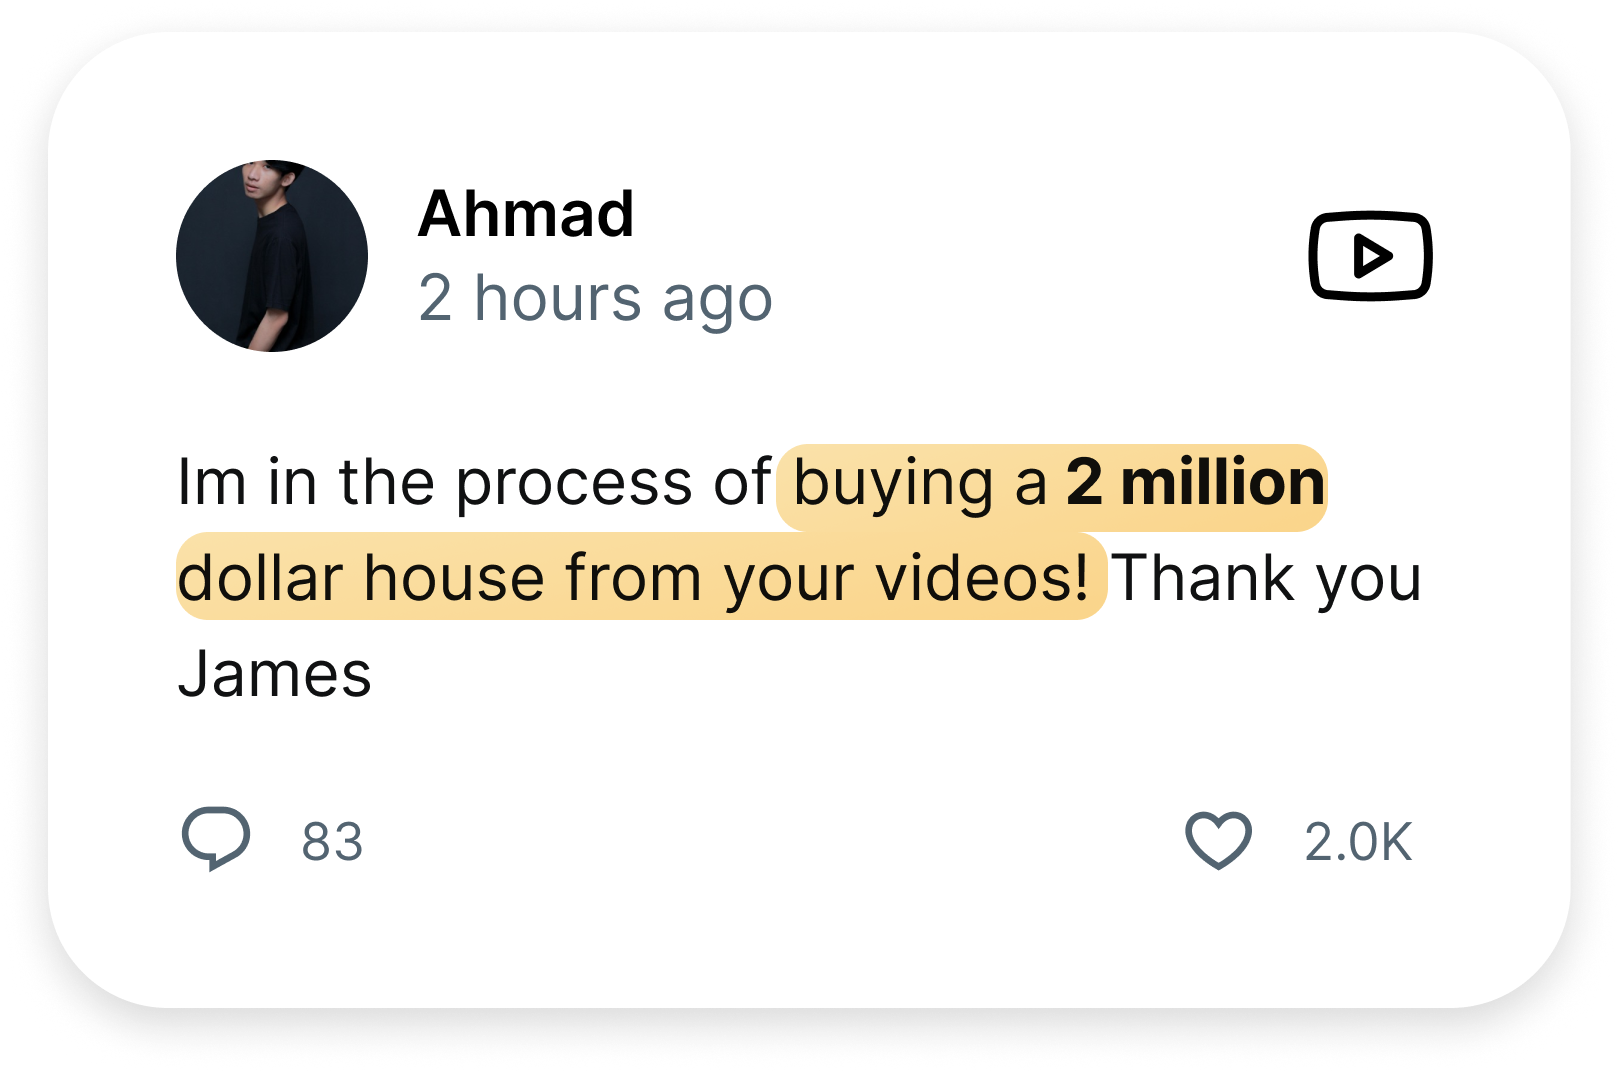 Ahmad
2 hours ago
Im in the process of buying a 2 million
dollar house from your videos! Thank you
James
83
2.0K